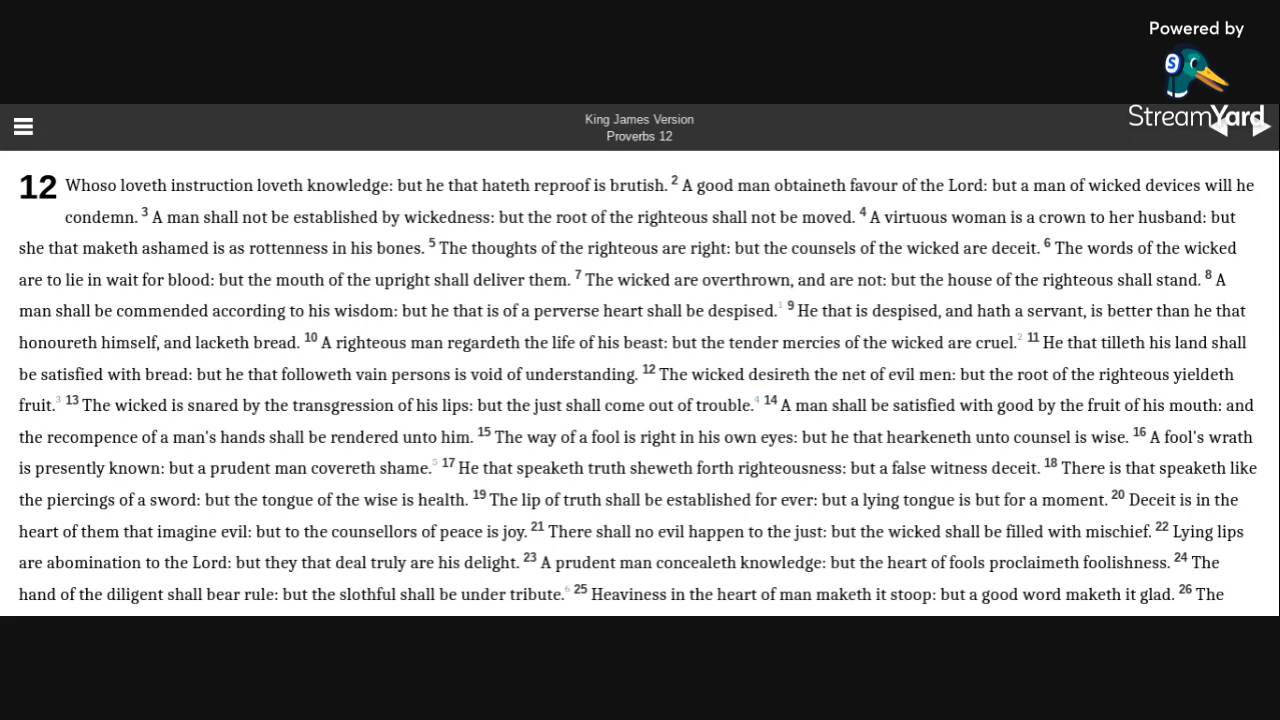 Powered by
S
StreamYard
King James Version
Proverbs 12
12 Whoso loveth instruction loveth knowledge: but he that hateth reproof is brutish. 2 A good man obtaineth favour of the Lord: but a man of wicked devices will he
condemn. 3 A man shall not be established by wickedness: but the root of the righteous shall not be moved. 4 A virtuous woman is a crown to her husband: but
she that maketh ashamed is as rottenness in his bones. 5 The thoughts of the righteous are right: but the counsels of the wicked are deceit. 6 The words of the wicked
are to lie in wait for blood: but the mouth of the upright shall deliver them. 7 The wicked are overthrown, and are not: but the house of the righteous shall stand. 8 A
man shall be commended according to his wisdom: but he that is of a perverse heart shall be despised. 1 9 He that is despised, and hath a servant, is better than he that
honoureth himself, and lacketh bread. 10 A righteous man regardeth the life of his beast: but the tender mercies of the wicked are cruel. 2 11 He that tilleth his land shall
be satisfied with bread: but he that followeth vain persons is void of understanding. 12 The wicked desireth the net of evil men: but the root of the righteous yieldeth
fruit. 3 13 The wicked is snared by the transgression of his lips: but the just shall come out of trouble. 4 14 A man shall be satisfied with good by the fruit of his mouth: and
the recompence of a man's hands shall be rendered unto him. 15 The way of a fool is right in his own eyes: but he that hearkeneth unto counsel is wise. 16 A fool's wrath
is presently known: but a prudent man covereth shame. 5 17 He that speaketh truth sheweth forth righteousness: but a false witness deceit. 18 There is that speaketh like
the piercings of a sword: but the tongue of the wise is health. 19 The lip of truth shall be established for ever: but a lying tongue is but for a moment. 20 Deceit is in the
heart of them that imagine evil: but to the counsellors of peace is joy. 21 There shall no evil happen to the just: but the wicked shall be filled with mischief. 22 Lying lips
are abomination to the Lord: but they that deal truly are his delight. 23 A prudent man concealeth knowledge: but the heart of fools proclaimeth foolishness. 24 The
hand of the diligent shall bear rule: but the slothful shall be under tribute. 6 25 Heaviness in the heart of man maketh it stoop: but a good word maketh it glad. 26 The